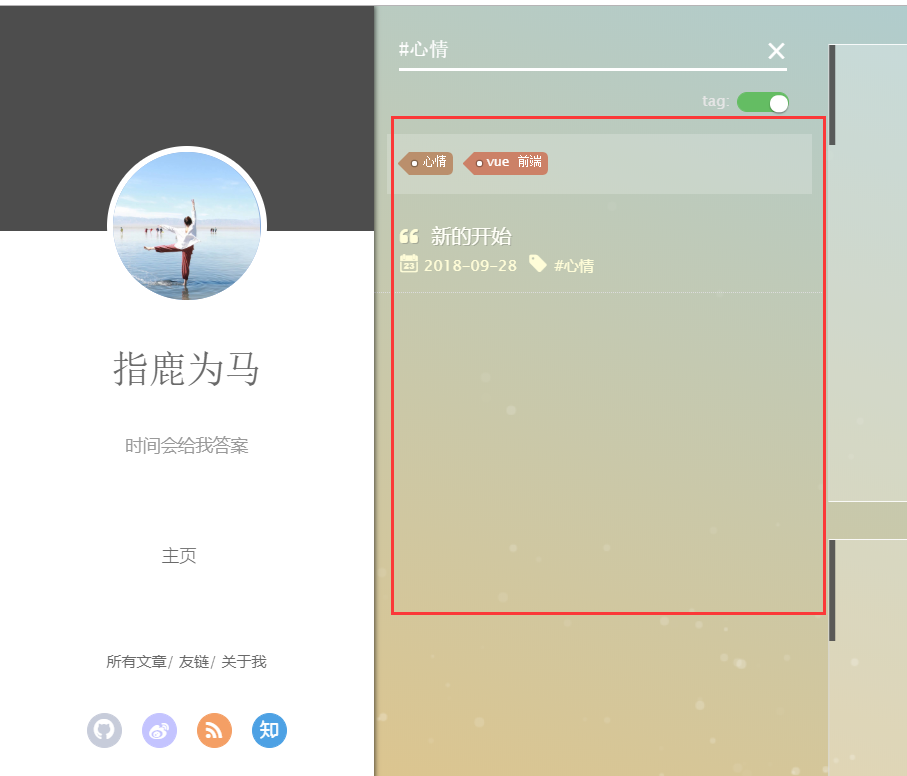 #心情
tag:
心情 vue 前端
新的开始
23 2018-09-28 #心情
指鹿为马
时间会给我答案
主页
所有文章/ 友链/ 关于我
知